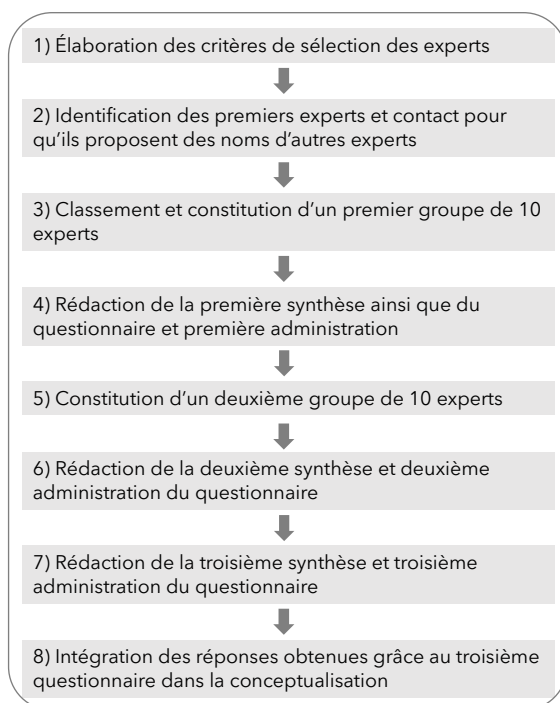 1) Élaboration des critères de sélection des experts
2) Identification des premiers experts et contact pour
qu’ils proposent des noms d’autres experts
3) Classement et constitution d’un premier groupe de 10
experts
4) Rédaction de la première synthèse ainsi que du
questionnaire et première administration
5) Constitution d’un deuxième groupe de 10 experts
6) Rédaction de la deuxième synthèse et deuxième
administration du questionnaire
7) Rédaction de la troisième synthèse et troisième
administration du questionnaire
8) Intégration des réponses obtenues grâce au troisième
questionnaire dans la conceptualisation